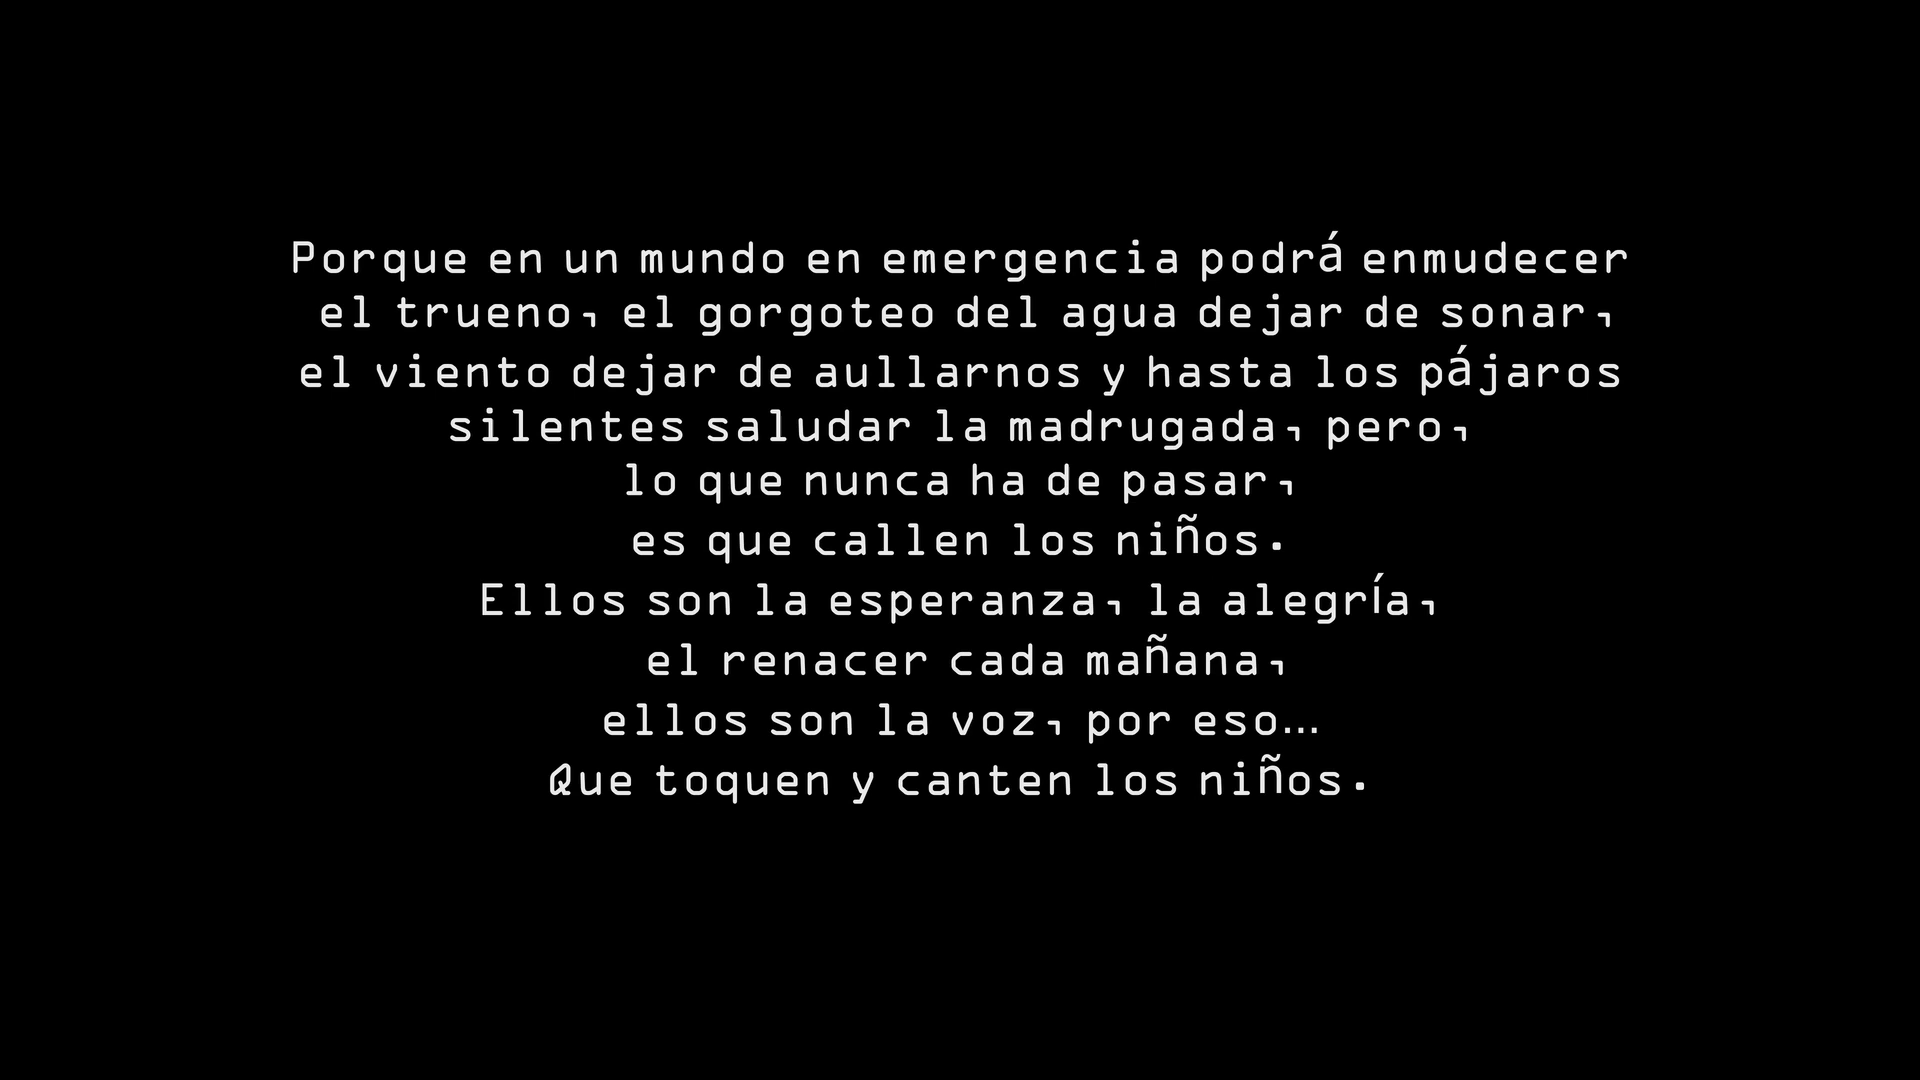 Porque en un mundo en emergencia podrá enmudecer
el trueno, el gorgoteo del agua dejar de sonar,
el viento dejar de aullarnos y hasta los pájaros
silentes saludar la madrugada, pero,
lo que nunca ha de pasar,
es que callen los niños.
Ellos son la esperanza, la alegría,
el renacer cada mañana,
ellos son la voz, por eso...
Que toquen y canten los niños.